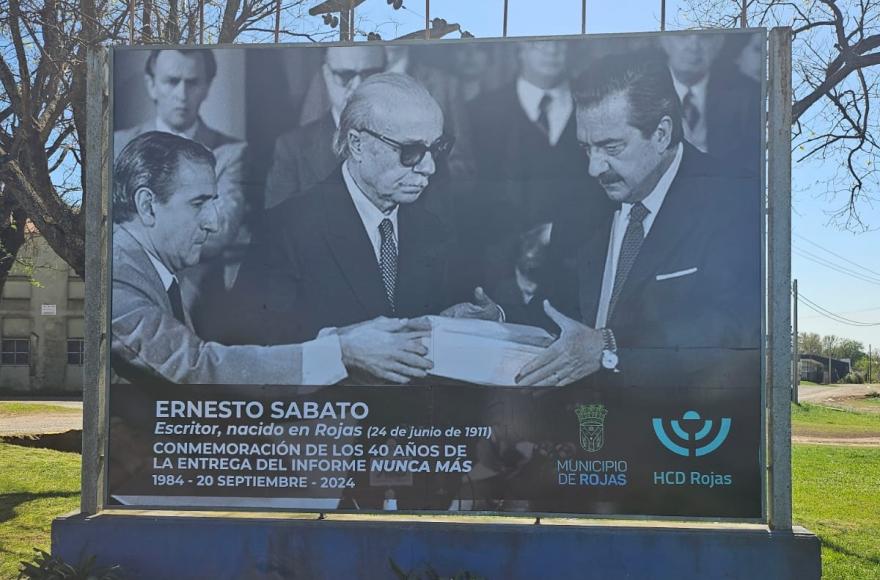 ERNESTO SABATO
Escritor, nacido en Rojas (24 de junio de 1911)
CONMEMORACIÓN DE LOS 40 AÑOS DE
LA ENTREGA DEL INFORME NUNCA MÁS
1984 - 20 SEPTIEMBRE - 2024
MUNICIPIO
DE ROJAS
HCD Rojas